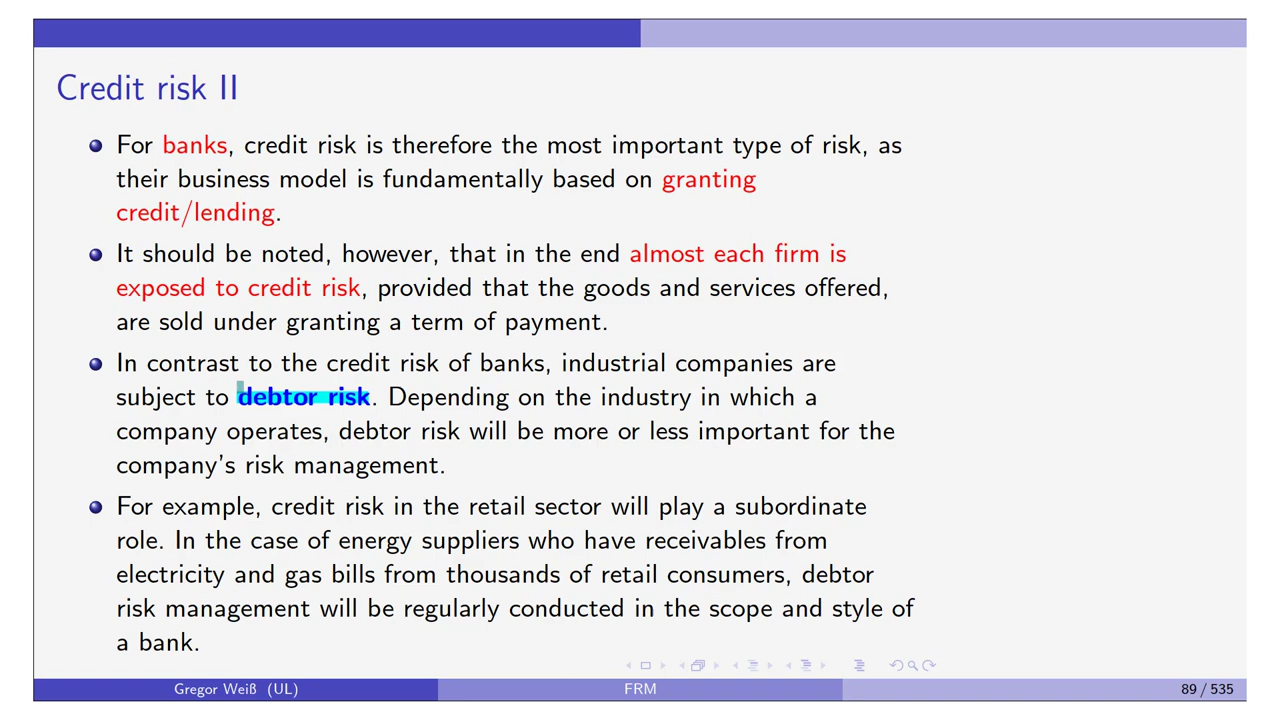 Credit risk II
For banks, credit risk is therefore the most important type of risk, as
their business model is fundamentally based on granting
credit/lending.
It should be noted, however, that in the end almost each firm is
exposed to credit risk, provided that the goods and services offered,
are sold under granting a term of payment.
In contrast to the credit risk of banks, industrial companies are
subject to debtor risk. Depending on the industry in which a
company operates, debtor risk will be more or less important for the
company's risk management.
For example, credit risk in the retail sector will play a subordinate
role. In the case of energy suppliers who have receivables from
electricity and gas bills from thousands of retail consumers, debtor
risk management will be regularly conducted in the scope and style of
a bank.
Gregor Weiß (UL) FRM 89 / 535